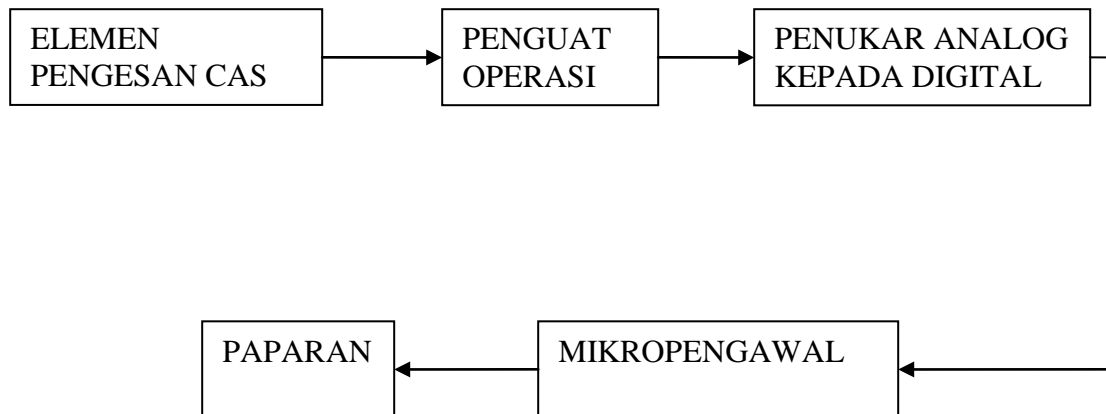 ELEMEN
PENGESAN CAS
PENGUAT
OPERASI
PENUKAR ANALOG
KEPADA DIGITAL
PAPARAN
MIKROPENGAWAL